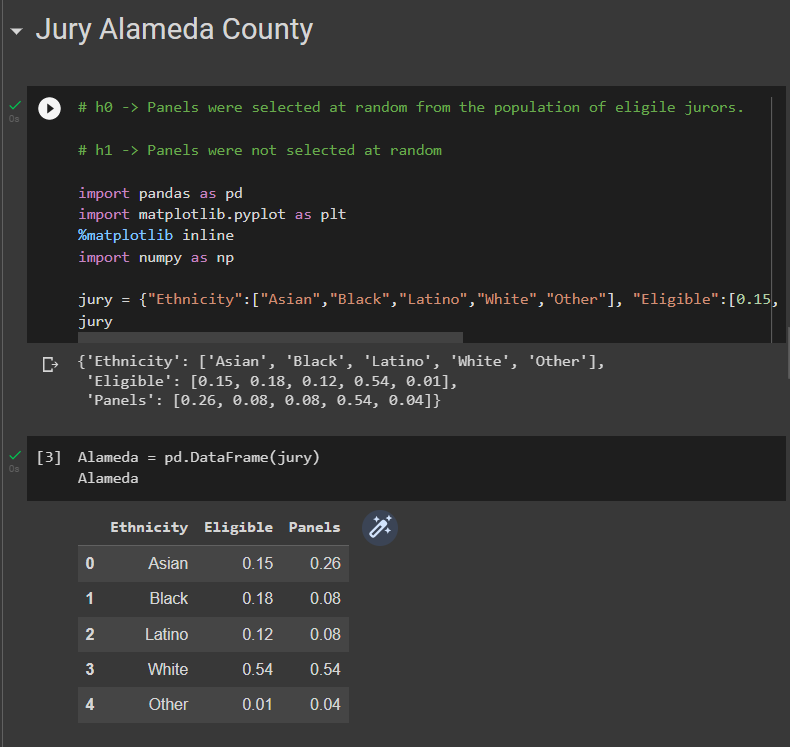 Jury Alameda County
0s
# h0 -> Panels were selected at random from the population of eligile jurors.
# h1 -> Panels were not selected at random
import pandas as pd
import matplotlib.pyplot as plt
%matplotlib inline
import numpy as np
jury = {"Ethnicity":["Asian","Black","Latino","White","Other"], "Eligible":[0.15,
jury
{'Ethnicity': ['Asian', 'Black', 'Latino', 'White', 'Other'],
'Eligible': [0.15, 0.18, 0.12, 0.54, 0.01],
'Panels': [0.26, 0.08, 0.08, 0.54, 0.04]}
0s
[3] Alameda = pd.DataFrame(jury)
Alameda
Ethnicity Eligible Panels
0 Asian 0.15 0.26
1 Black 0.18 0.08
2 Latino 0.12 0.08
3 White 0.54 0.54
4 Other 0.01 0.04